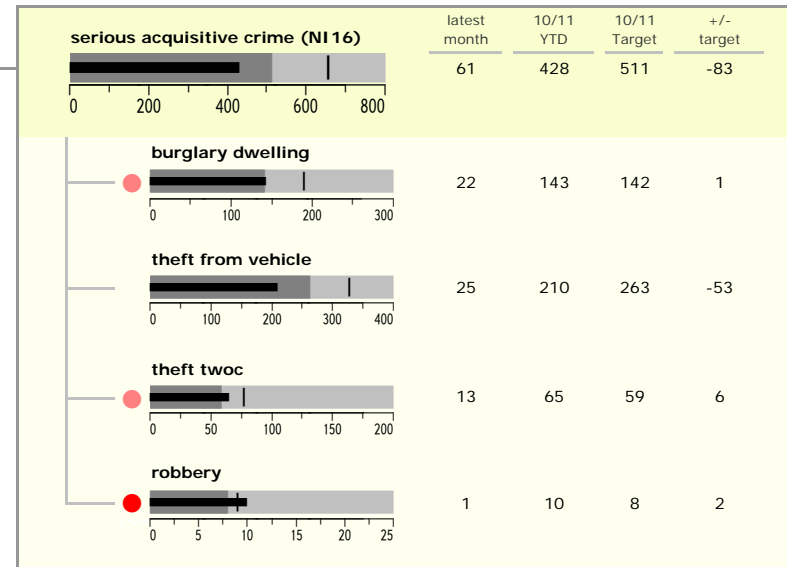 latest 10/11 10/11 +/-
serious acquisitive crime (NI16) month YTD Target target
61 428 511 -83
0 200 400 600 800
burglary dwelling
22 143 142 1
0 100 200 300
theft from vehicle
25 210 263 -53
0 100 200 300 400
theft twoc
13 65 59 6
0 50 100 150 200
robbery
1 10 8 2
0 5 10 15 20 25